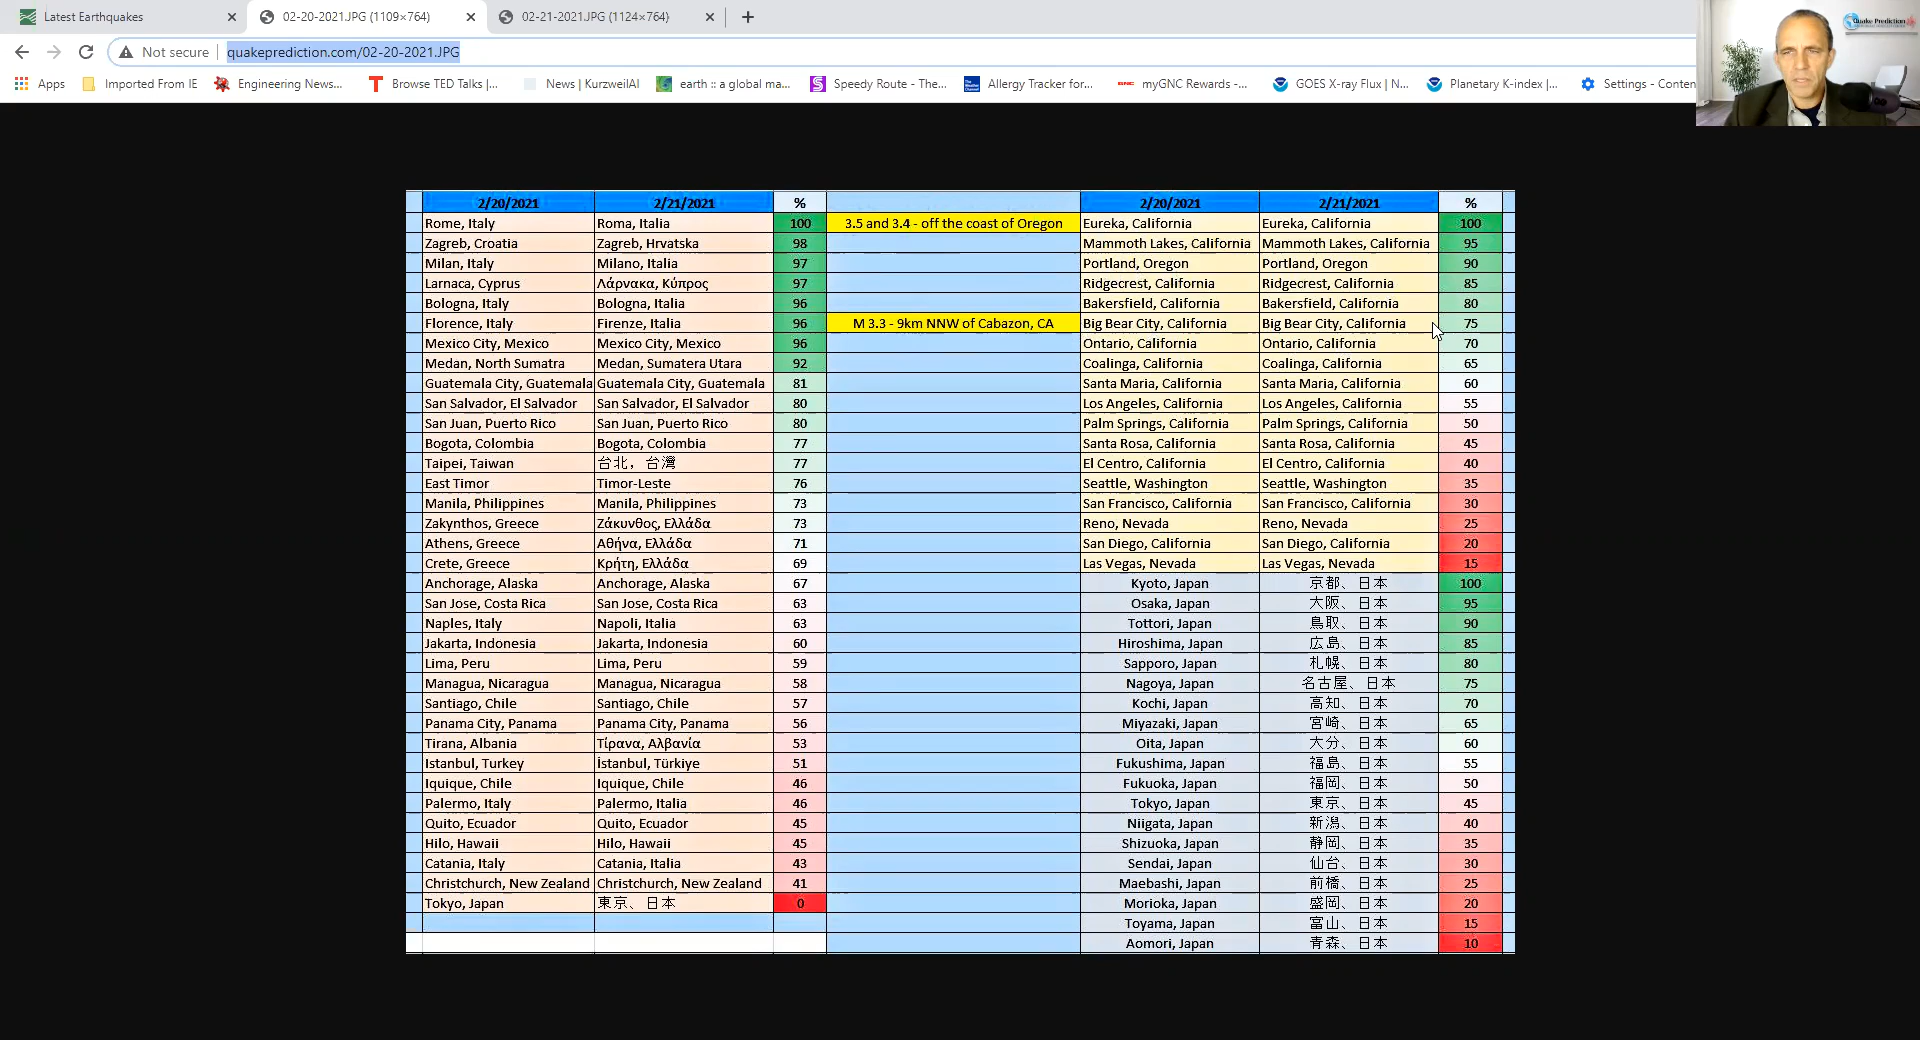 Latest Earthquakes
02-20-2021.JPG (1109×764)
02-21-2021.JPG (1124×764)
Not secure
quakeprediction.com/02-20-2021.JPG
Apps
Imported From IE
Engineering News...
Browse TED Talks |...
News | KurzweilAI
earth :: a global ma...
Speedy Route - The...
Allergy Tracker for...
myGNC Rewards -...
GOES X-ray Flux | N...
Planetary K-index |...
Settings - Conten
Quake Prediction
2/20/2021 2/21/2021 % 2/20/2021 2/21/2021 %
Rome, Italy Roma, Italia 100 3.5 and 3.4 - off the coast of Oregon Eureka, California Eureka, California 100
Zagreb, Croatia Zagreb, Hrvatska 98 Mammoth Lakes, California Mammoth Lakes, California 95
Milan, Italy Milano, Italia 97 Portland, Oregon Portland, Oregon 90
Larnaca, Cyprus Λάρνακα, Κύπρος 97 Ridgecrest, California Ridgecrest, California 85
Bologna, Italy Bologna, Italia 96 Bakersfield, California Bakersfield, California 80
Florence, Italy Firenze, Italia 96 M 3.3 - 9km NNW of Cabazon, CA Big Bear City, California Big Bear City, California 75
Mexico City, Mexico Mexico City, Mexico 96 Ontario, California Ontario, California 70
Medan, North Sumatra Medan, Sumatera Utara 92 Coalinga, California Coalinga, California 65
Guatemala City, Guatemala Guatemala City, Guatemala 81 Santa Maria, California Santa Maria, California 60
San Salvador, El Salvador San Salvador, El Salvador 80 Los Angeles, California Los Angeles, California 55
San Juan, Puerto Rico San Juan, Puerto Rico 80 Palm Springs, California Palm Springs, California 50
Bogota, Colombia Bogota, Colombia 77 Santa Rosa, California Santa Rosa, California 45
Taipei, Taiwan 台北，台灣 77 El Centro, California El Centro, California 40
East Timor Timor-Leste 76 Seattle, Washington Seattle, Washington 35
Manila, Philippines Manila, Philippines 73 San Francisco, California San Francisco, California 30
Zakynthos, Greece Ζάκυνθος, Ελλάδα 73 Reno, Nevada Reno, Nevada 25
Athens, Greece Αθήνα, Ελλάδα 71 San Diego, California San Diego, California 20
Crete, Greece Κρήτη, Ελλάδα 69 Las Vegas, Nevada Las Vegas, Nevada 15
Anchorage, Alaska Anchorage, Alaska 67 Kyoto, Japan 京都、日本 100
San Jose, Costa Rica San Jose, Costa Rica 63 Osaka, Japan 大阪、日本 95
Naples, Italy Napoli, Italia 63 Tottori, Japan 鳥取、日本 90
Jakarta, Indonesia Jakarta, Indonesia 60 Hiroshima, Japan 広島、日本 85
Lima, Peru Lima, Peru 59 Sapporo, Japan 札幌、日本 80
Managua, Nicaragua Managua, Nicaragua 58 Nagoya, Japan 名古屋、日本 75
Santiago, Chile Santiago, Chile 57 Kochi, Japan 高知、日本 70
Panama City, Panama Panama City, Panama 56 Miyazaki, Japan 宮崎、日本 65
Tirana, Albania Τίρανα, Αλβανία 53 Oita, Japan 大分、日本 60
Istanbul, Turkey İstanbul, Türkiye 51 Fukushima, Japan 福島、日本 55
Iquique, Chile Iquique, Chile 46 Fukuoka, Japan 福岡、日本 50
Palermo, Italy Palermo, Italia 46 Tokyo, Japan 東京、日本 45
Quito, Ecuador Quito, Ecuador 45 Niigata, Japan 新潟、日本 40
Hilo, Hawaii Hilo, Hawaii 45 Shizuoka, Japan 静岡、日本 35
Catania, Italy Catania, Italia 43 Sendai, Japan 仙台、日本 30
Christchurch, New Zealand Christchurch, New Zealand 41 Maebashi, Japan 前橋、日本 25
Tokyo, Japan 東京、日本 0 Morioka, Japan 盛岡、日本 20
Toyama, Japan 富山、日本 15
Aomori, Japan 青森、日本 10